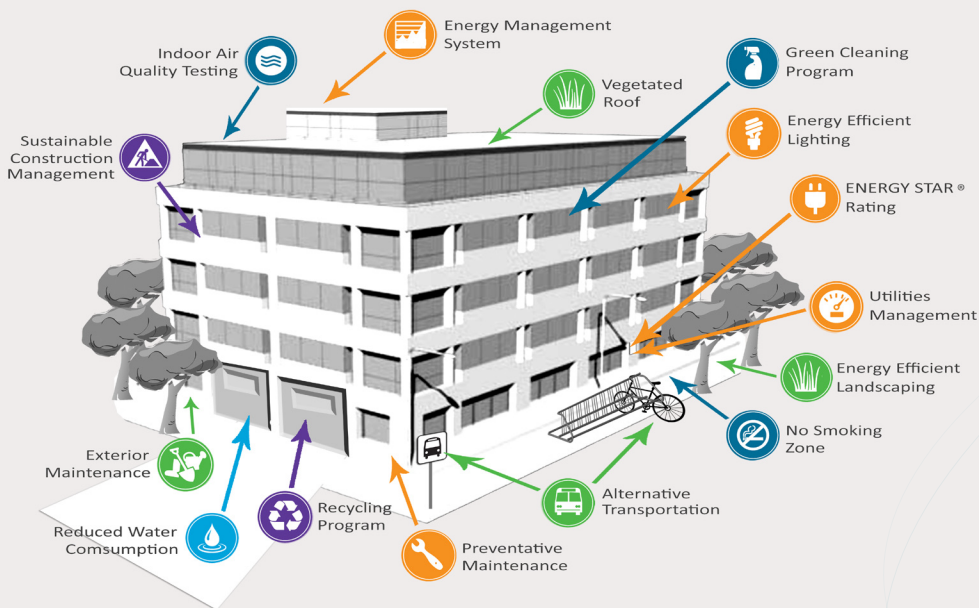 Energy Management
System
Indoor Air
Quality Testing
Green Cleaning
Program
Vegetated
Roof
Energy Efficient
Lighting
Sustainable
Construction
Management
ENERGY STAR ®
Rating
Utilities
Management
Energy Efficient
Landscaping
No Smoking
Zone
Exterior
Maintenance
Alternative
Transportation
Recycling
Program
Reduced Water
Comsumption
Preventative
Maintenance